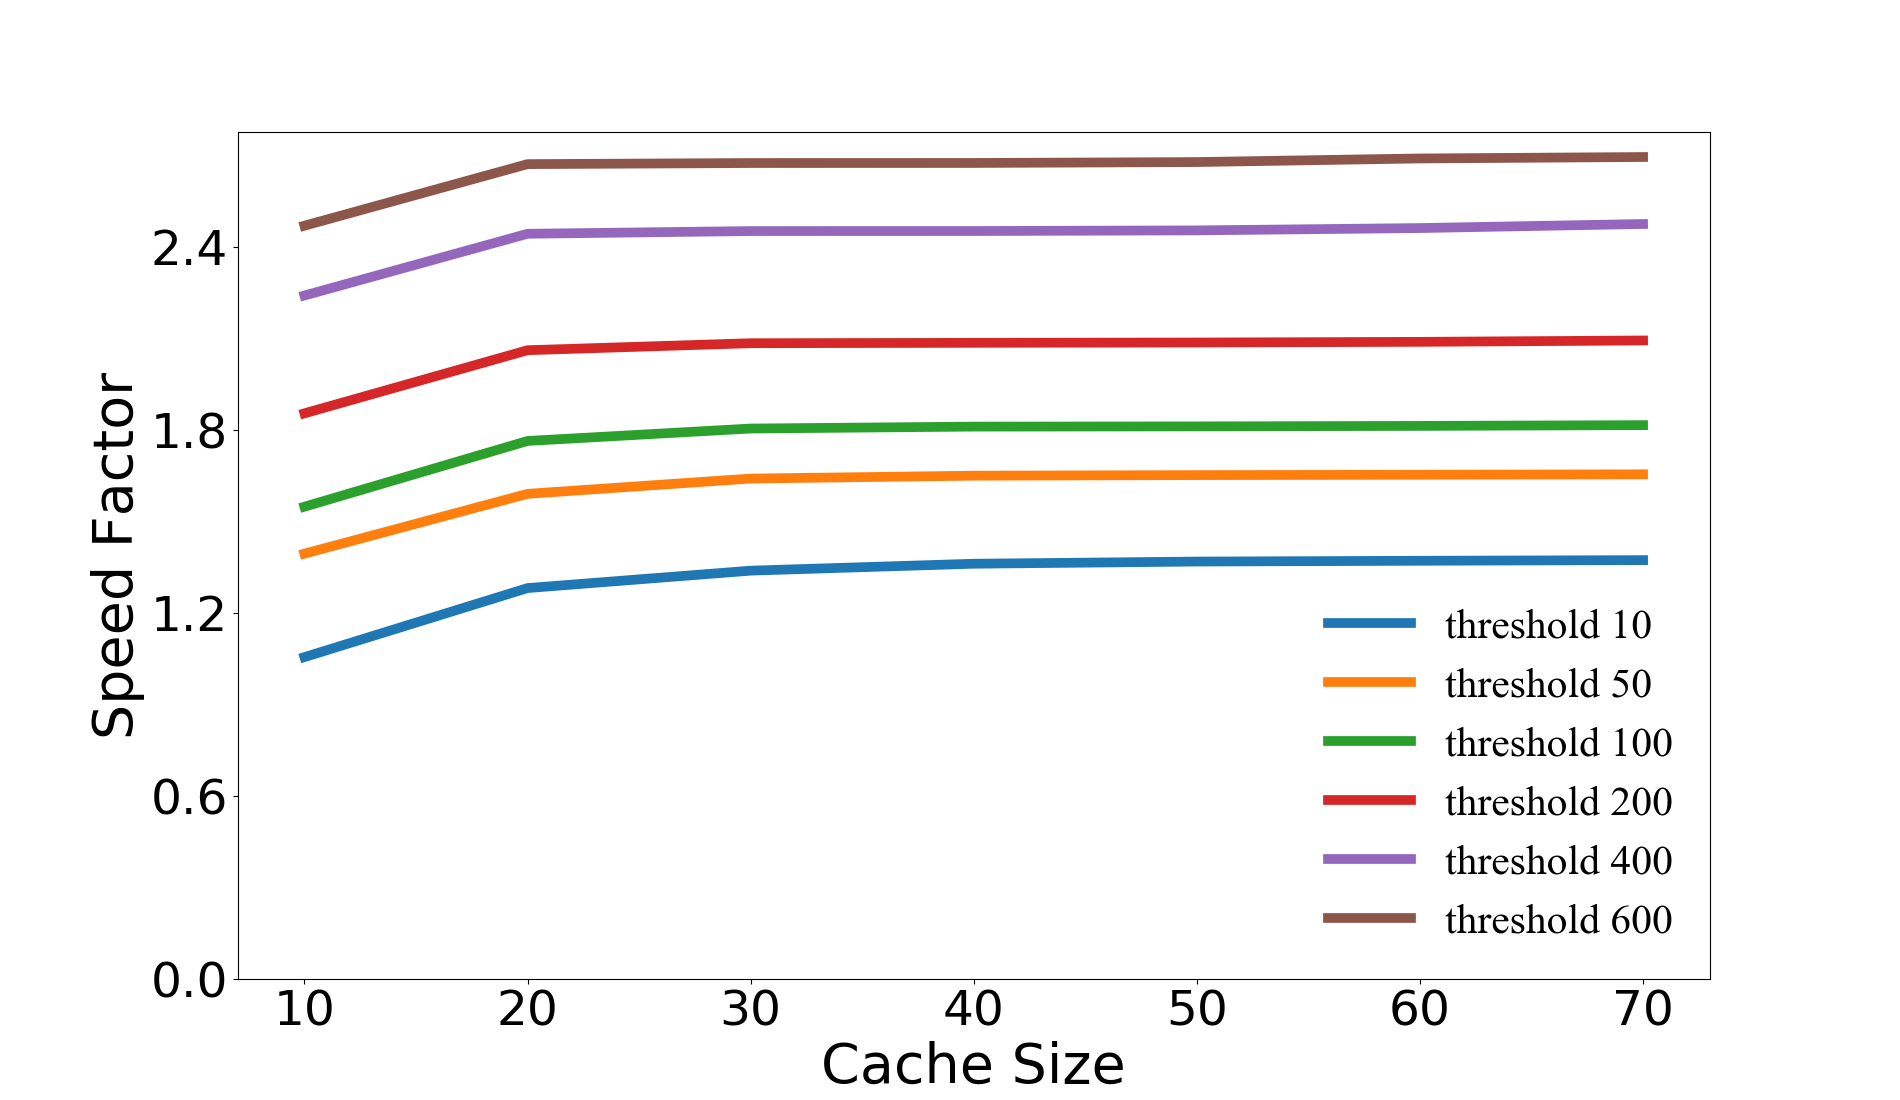 Speed Factor
2.4
1.8
1.2
0.6
0.0
10 20 30 40 50 60 70
Cache Size
threshold 10
threshold 50
threshold 100
threshold 200
threshold 400
threshold 600